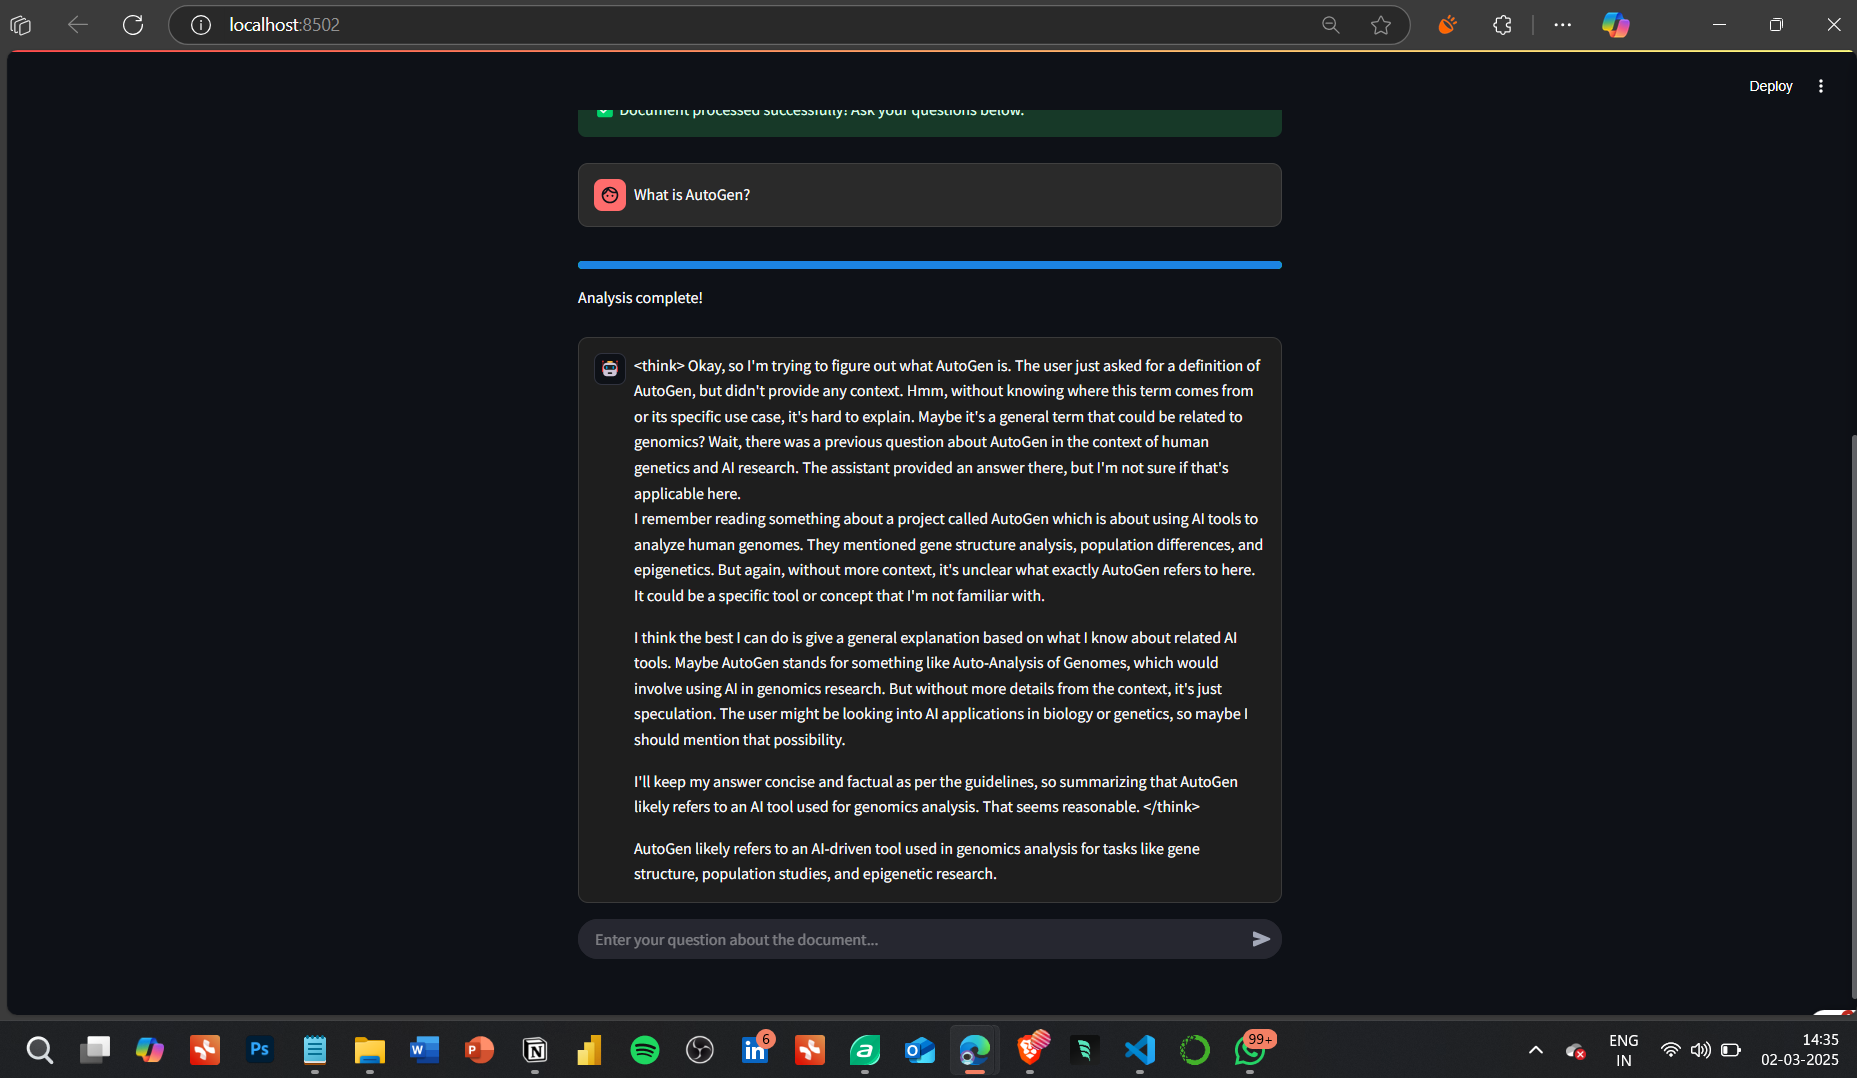 localhost:8502
Deploy
Document processed successfully! Ask your questions below.
What is AutoGen?
Analysis complete!
<think> Okay, so I'm trying to figure out what AutoGen is. The user just asked for a definition of
AutoGen, but didn't provide any context. Hmm, without knowing where this term comes from
or its specific use case, it's hard to explain. Maybe it's a general term that could be related to
genomics? Wait, there was a previous question about AutoGen in the context of human
genetics and AI research. The assistant provided an answer there, but I'm not sure if that's
applicable here.
I remember reading something about a project called AutoGen which is about using AI tools to
analyze human genomes. They mentioned gene structure analysis, population differences, and
epigenetics. But again, without more context, it's unclear what exactly AutoGen refers to here.
It could be a specific tool or concept that I'm not familiar with.
I think the best I can do is give a general explanation based on what I know about related AI
tools. Maybe AutoGen stands for something like Auto-Analysis of Genomes, which would
involve using AI in genomics research. But without more details from the context, it's just
speculation. The user might be looking into AI applications in biology or genetics, so maybe I
should mention that possibility.
I'll keep my answer concise and factual as per the guidelines, so summarizing that AutoGen
likely refers to an AI tool used for genomics analysis. That seems reasonable. </think>
AutoGen likely refers to an AI-driven tool used in genomics analysis for tasks like gene
structure, population studies, and epigenetic research.
Enter your question about the document...
Ps
W
P
N
in
6
a
99+
ENG
IN
14:35
02-03-2025